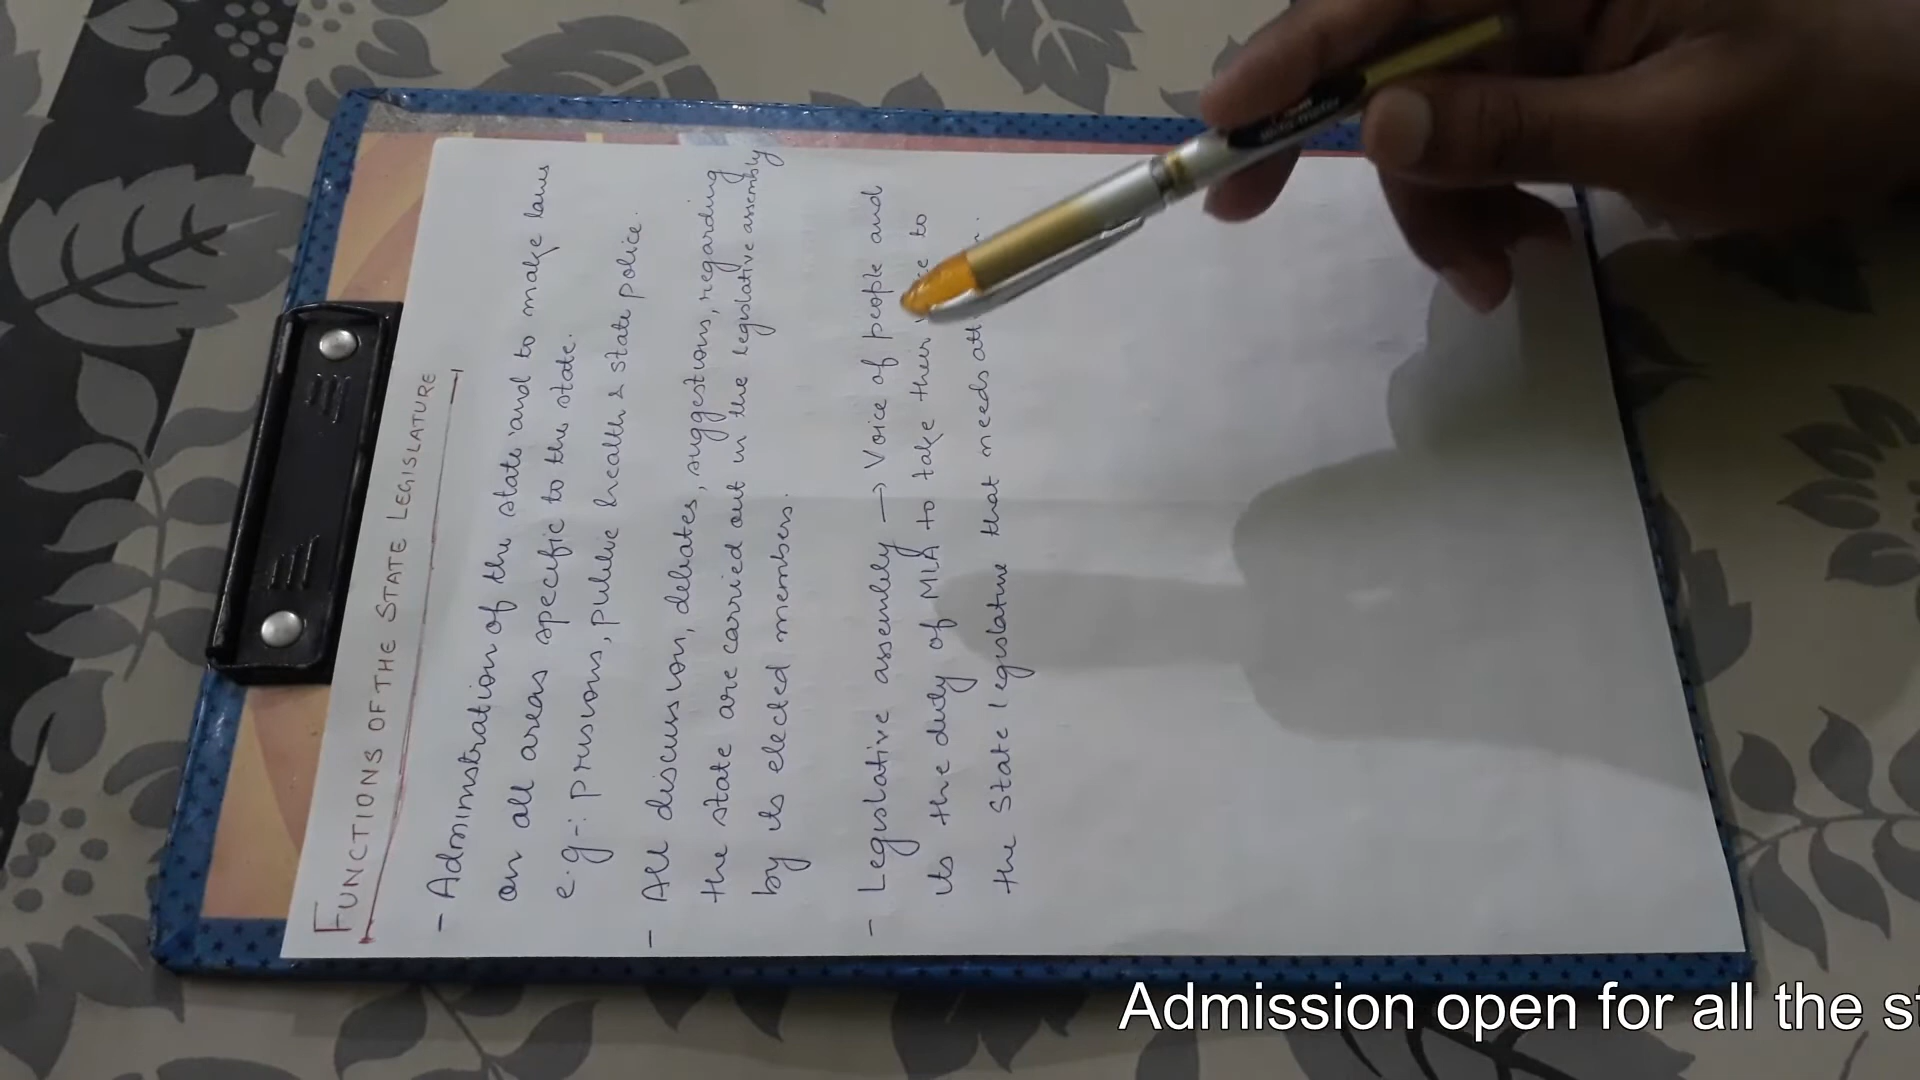 FUNCTIONS OF THE STATE LEGISLATURE
- Administration of the state and to make laws
on all areas specific to the state.
e.g-: prisions, public health & state police.
- All discussion, debates, suggestions, regarding
the state are carried out in the legislative assembly
by its elected members.
- Legislative assembly → Voice of people and
its the duty of MLA to take their to
the State legislature that needs
Admission open for all the